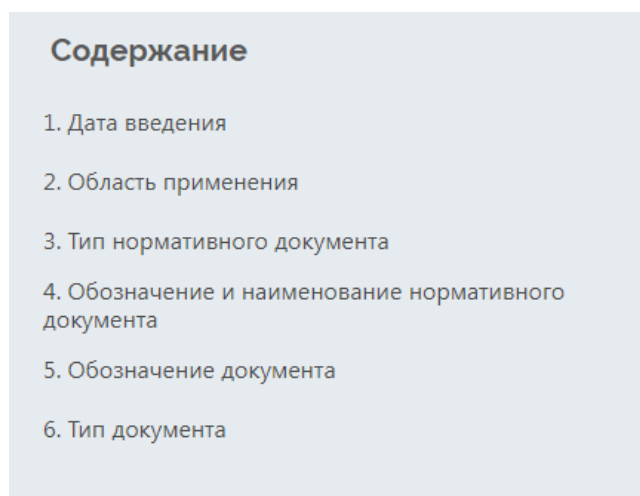 Содержание
1. Дата введения
2. Область применения
3. Тип нормативного документа
4. Обозначение и наименование нормативного
документа
5. Обозначение документа
6. Тип документа